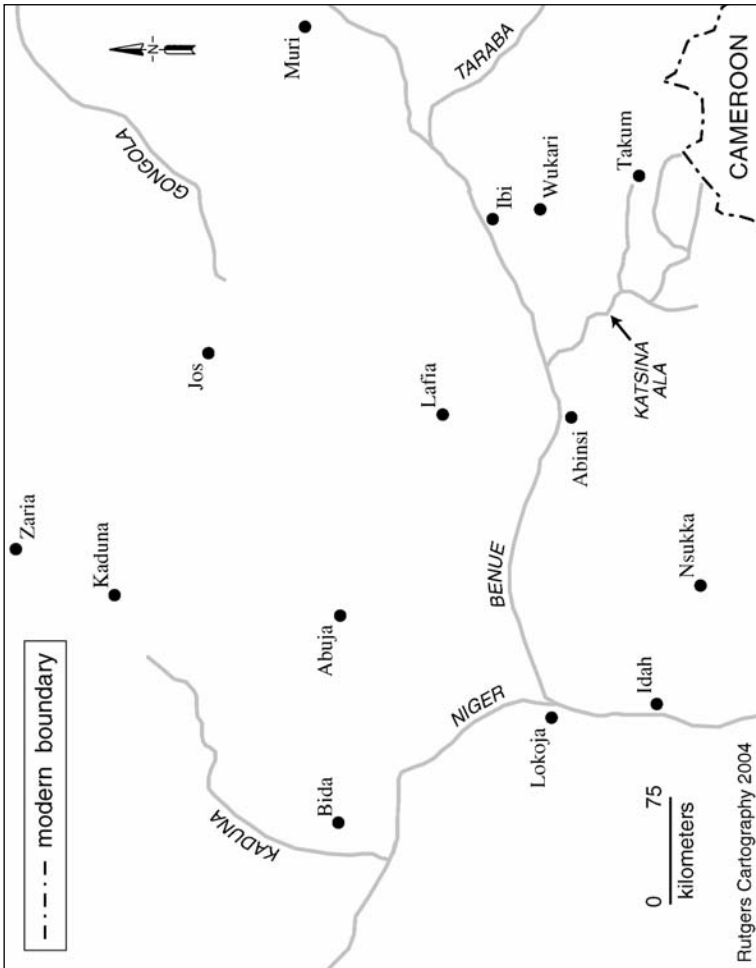 modern boundary
N
Zaria
Kaduna
GONGOLA
Muri
Jos
Bida
KADUNA
Abuja
Lafia
TARABA
Ibi
Wukari
NIGER
BENUE
Lokoja
Abinsi
Takum
KATSINA
ALA
Idah
Nsukka
CAMEROON
0 75
kilometers
Rutgers Cartography 2004